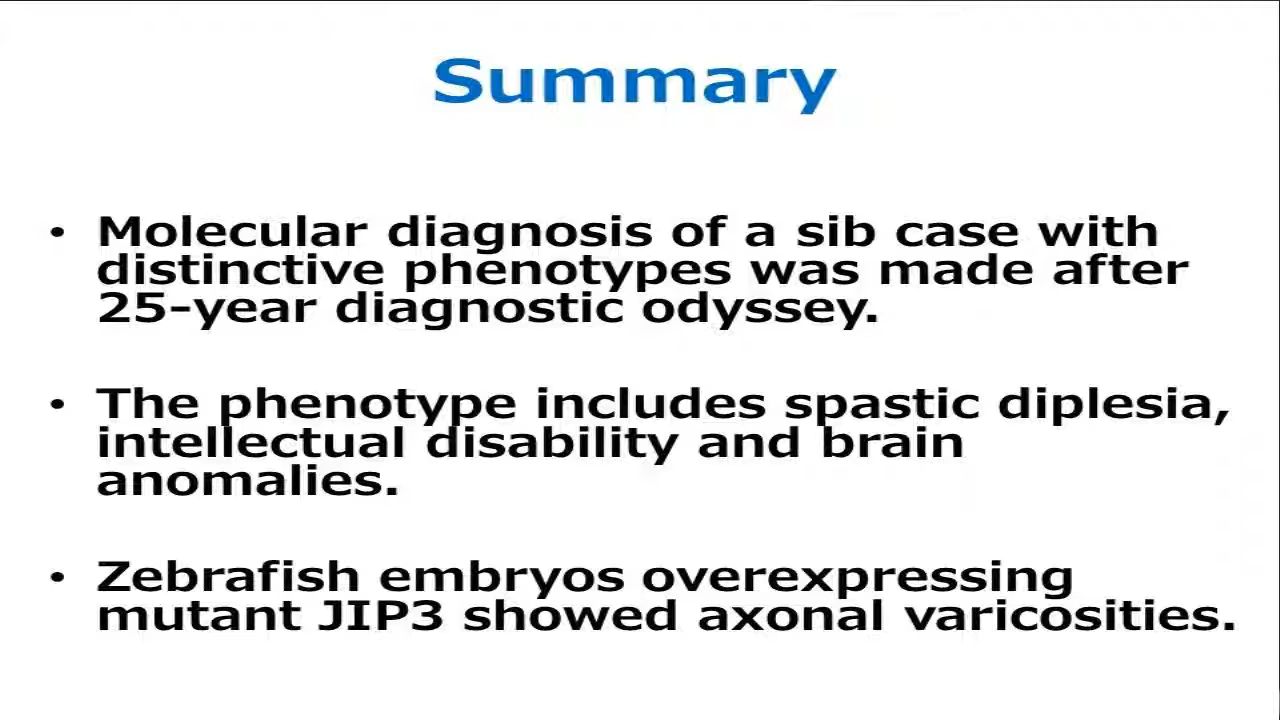 Summary
• Molecular diagnosis of a sib case with
distinctive phenotypes was made after
25-year diagnostic odyssey.
• The phenotype includes spastic diplesia,
intellectual disability and brain
anomalies.
• Zebrafish embryos overexpressing
mutant JIP3 showed axonal varicosities.